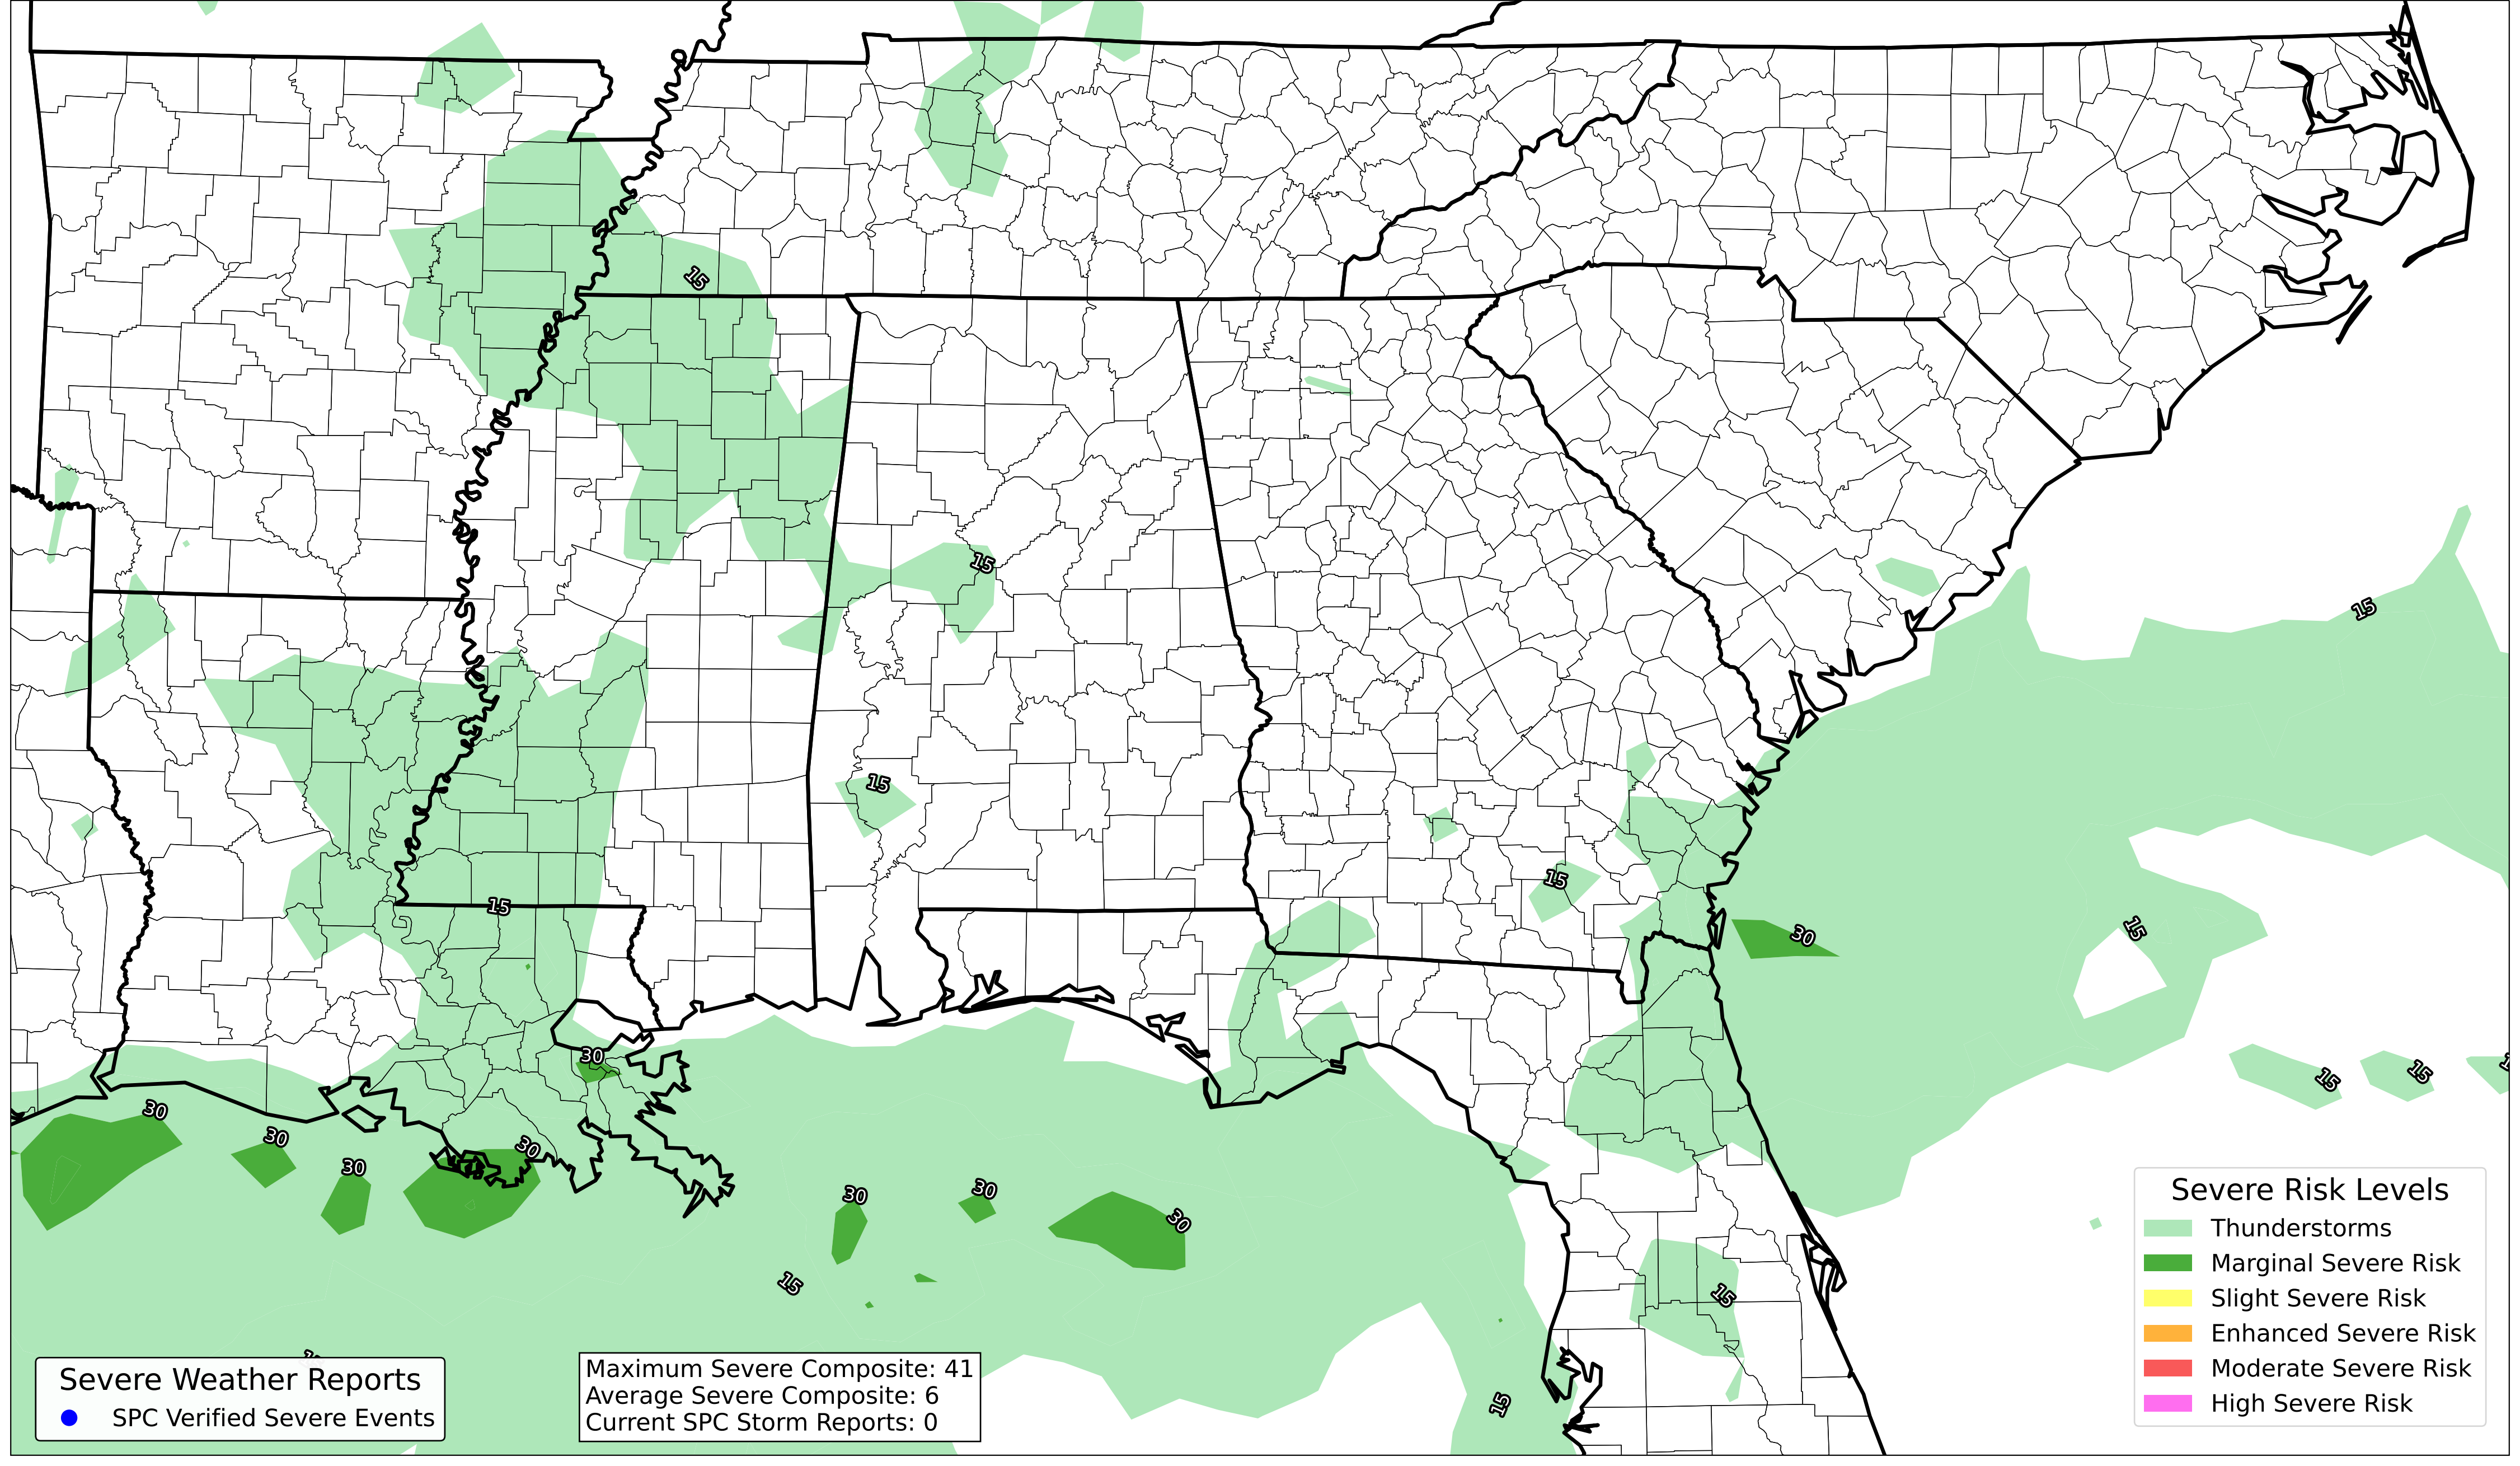 15
15
15
15
15
30
15
15
15
30
30
15
15
30
30
30
30
30
30
15
15
15
30
15
Severe Risk Levels
Thunderstorms
Marginal Severe Risk
Slight Severe Risk
Enhanced Severe Risk
Moderate Severe Risk
High Severe Risk
Severe Weather Reports
SPC Verified Severe Events
Maximum Severe Composite: 41
Average Severe Composite: 6
Current SPC Storm Reports: 0